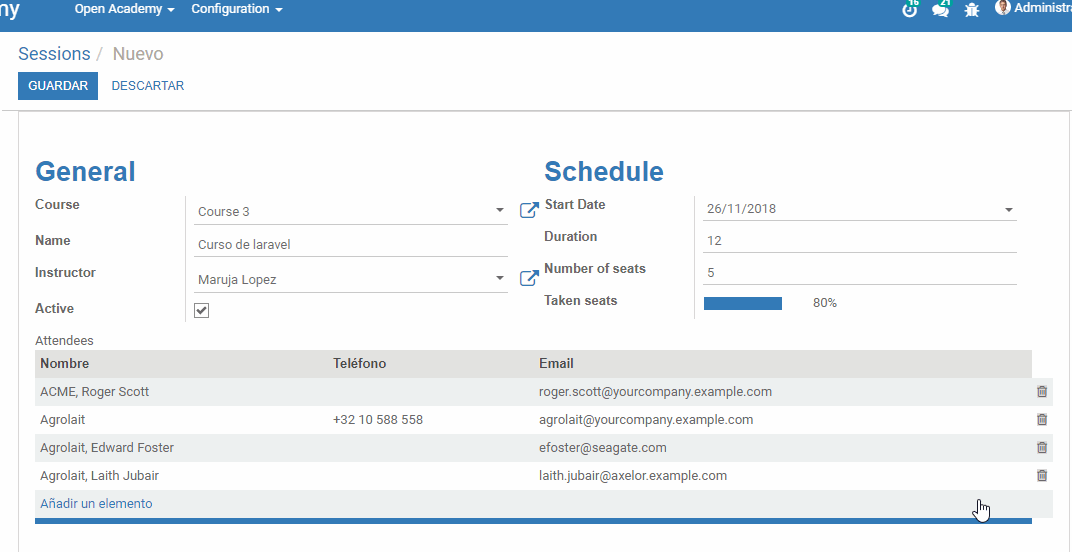 ny Open Academy Configuration 16 21 Administra
Sessions / Nuevo
GUARDAR DESCARTAR
General
Course Course 3
Name Curso de laravel
Instructor Maruja Lopez
Active
Schedule
Start Date 26/11/2018
Duration 12
Number of seats 5
Taken seats 80%
Attendees
Nombre Teléfono Email
ACME, Roger Scott roger.scott@yourcompany.example.com
Agrolait +32 10 588 558 agrolait@yourcompany.example.com
Agrolait, Edward Foster efoster@seagate.com
Agrolait, Laith Jubair laith.jubair@axelor.example.com
Añadir un elemento